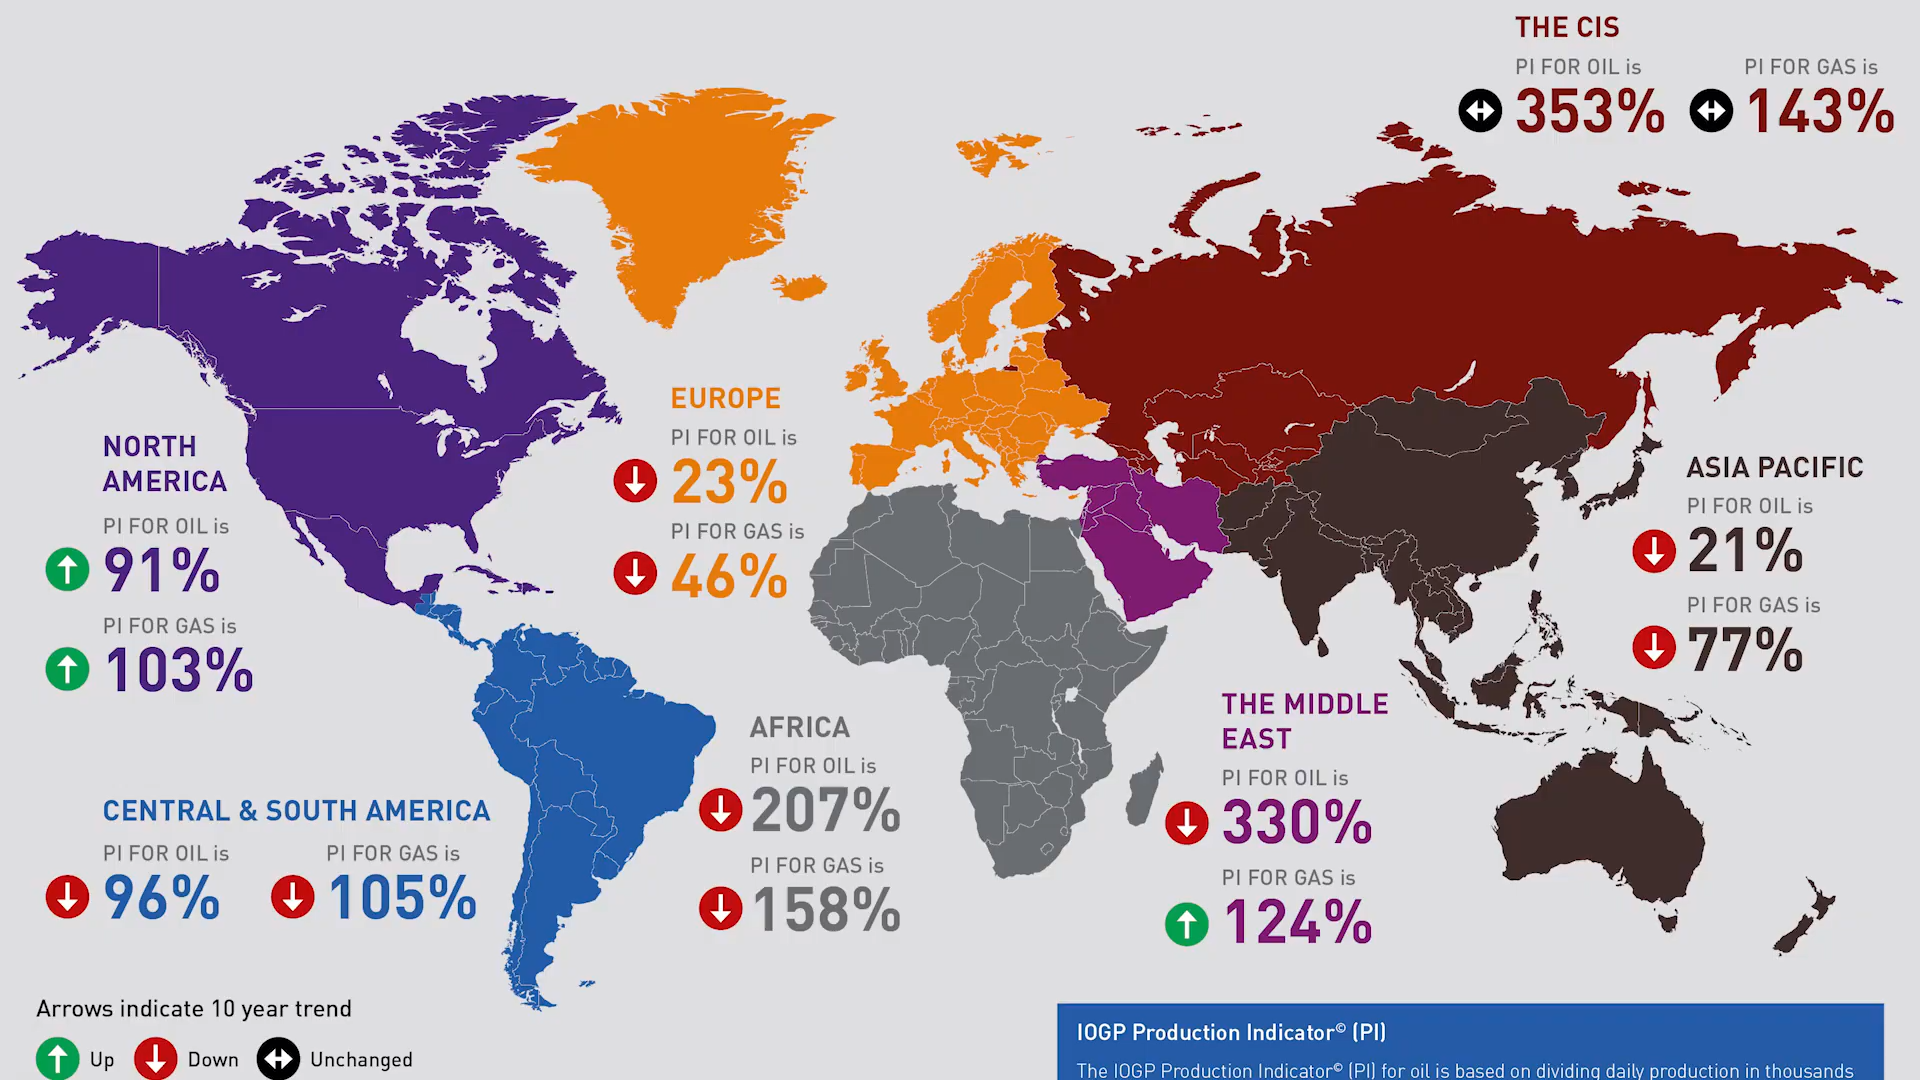 THE CIS
PI FOR OIL is
353%
PI FOR GAS is
143%
NORTH
AMERICA
PI FOR OIL is
91%
PI FOR GAS is
103%
EUROPE
PI FOR OIL is
23%
PI FOR GAS is
46%
ASIA PACIFIC
PI FOR OIL is
21%
PI FOR GAS is
77%
CENTRAL & SOUTH AMERICA
PI FOR OIL is
96%
PI FOR GAS is
105%
AFRICA
PI FOR OIL is
207%
PI FOR GAS is
158%
THE MIDDLE
EAST
PI FOR OIL is
330%
PI FOR GAS is
124%
Arrows indicate 10 year trend
Up
Down
Unchanged
IOGP Production Indicator© (PI)
The IOGP Production Indicator© (PI) for oil is based on dividing daily production in thousands